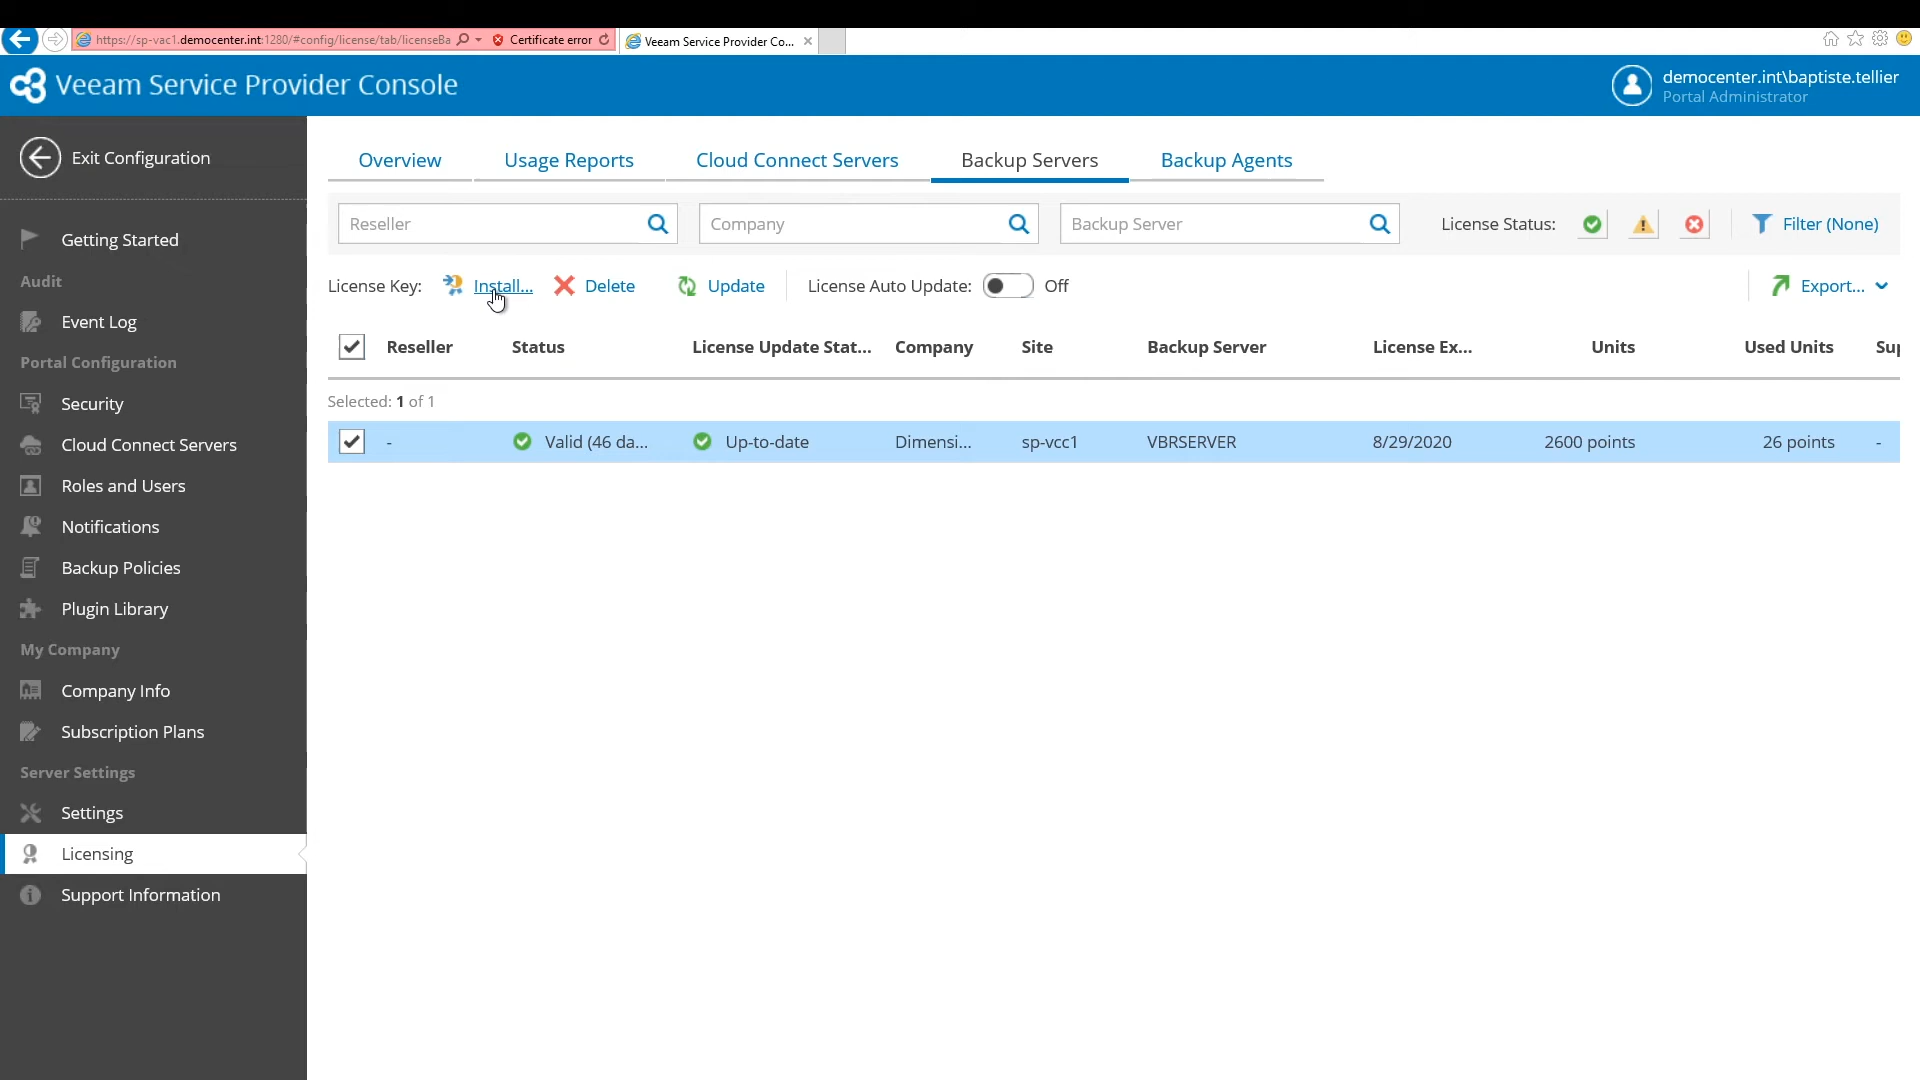 https://sp-vac1.democenter.int:1280/#config/license/tab/licenseBa Certificate error Veeam Service Provider Co...
Veeam Service Provider Console
democenter.int\baptiste.tellier
Portal Administrator
Exit Configuration
Getting Started
Audit
Event Log
Portal Configuration
Security
Cloud Connect Servers
Roles and Users
Notifications
Backup Policies
Plugin Library
My Company
Company Info
Subscription Plans
Server Settings
Settings
Licensing
Support Information
Overview Usage Reports Cloud Connect Servers Backup Servers Backup Agents
Reseller Company Backup Server License Status: Filter (None)
License Key: Install... Delete Update License Auto Update: Off Export...
Reseller Status License Update Stat... Company Site Backup Server License Ex... Units Used Units Sup
Selected: 1 of 1
- Valid (46 da... Up-to-date Dimensi... sp-vcc1 VBRSERVER 8/29/2020 2600 points 26 points -